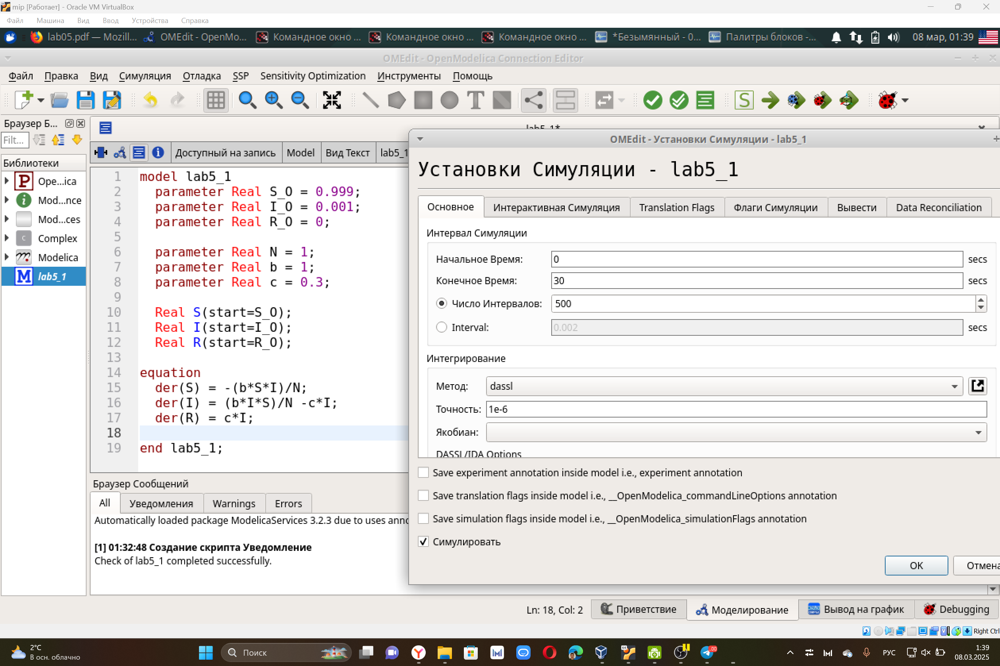 mip [Работает] - Oracle VM VirtualBox
Файл Машина Вид Ввод Устройства Справка
lab05.pdf — Mozill... OMEdit - OpenMo... Командное окно ... Командное окно ... Командное окно ... *Безымянный - 0... Палитры блоков -... 08 мар, 01:39
OMEdit - OpenModelica Connection Editor
Файл Правка Вид Симуляция Отладка SSP Sensitivity Optimization Инструменты Помощь
Браузер Б...
Filt...
Библиотеки
Ope...ica
Mod...nce
Mod...ces
Complex
Modelica
lab5_1
Доступный на запись Model Вид Текст lab5_1
1 model lab5_1
2 parameter Real S_O = 0.999;
3 parameter Real I_O = 0.001;
4 parameter Real R_O = 0;
5
6 parameter Real N = 1;
7 parameter Real b = 1;
8 parameter Real c = 0.3;
9
10 Real S(start=S_O);
11 Real I(start=I_O);
12 Real R(start=R_O);
13
14 equation
15 der(S) = -(b*S*I)/N;
16 der(I) = (b*I*S)/N -c*I;
17 der(R) = c*I;
18
19 end lab5_1;
Браузер Сообщений
All Уведомления Warnings Errors
Automatically loaded package ModelicaServices 3.2.3 due to uses anno
[1] 01:32:48 Создание скрипта Уведомление
Check of lab5_1 completed successfully.
lab5_1*
OMEdit - Установки Симуляции - lab5_1
Установки Симуляции - lab5_1
Основное Интерактивная Симуляция Translation Flags Флаги Симуляции Вывести Data Reconciliation
Интервал Симуляции
Начальное Время: 0 secs
Конечное Время: 30 secs
Число Интервалов: 500
Interval: 0.002 secs
Интегрирование
Метод: dassl
Точность: 1e-6
Якобиан:
DASSL/IDA Options
Save experiment annotation inside model i.e., experiment annotation
Save translation flags inside model i.e., __OpenModelica_commandLineOptions annotation
Save simulation flags inside model i.e., __OpenModelica_simulationFlags annotation
Симулировать
OK Отмена
Ln: 18, Col: 2 Приветствие Моделирование Вывод на график Debugging
Right Ctrl
2°C
В осн. облачно
Поиск
РУС
1:39
08.03.2025